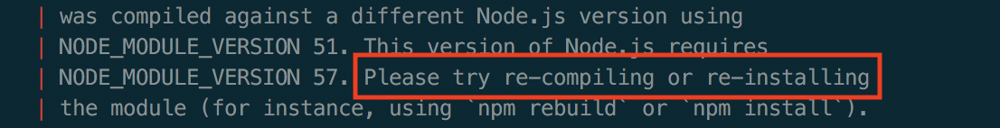 | was compiled against a different Node.js version using
| NODE_MODULE_VERSION 51. This version of Node.js requires
| NODE_MODULE_VERSION 57. Please try re-compiling or re-installing
| the module (for instance, using `npm rebuild` or `npm install`).